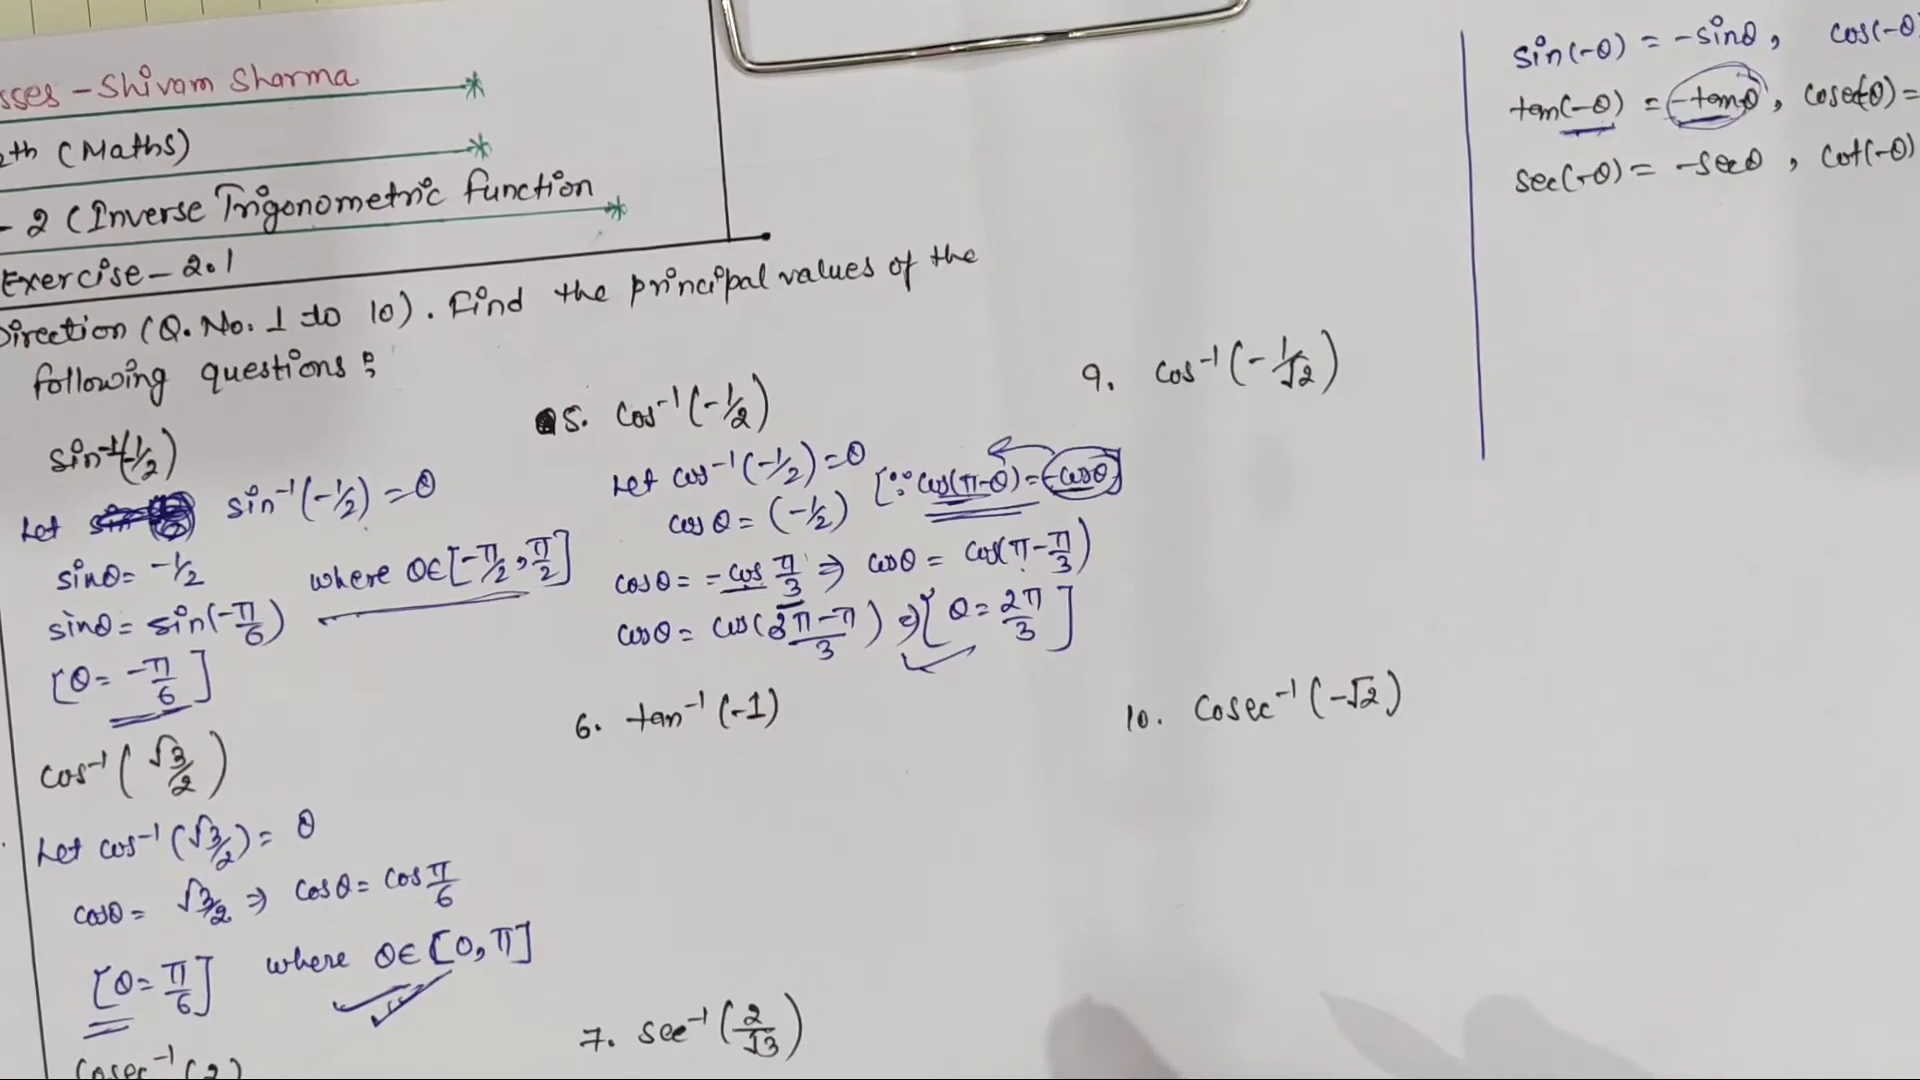 sses - Shivam Sharma
2th (Maths)
- 2 (Inverse Trigonometric function
Exercise - 2.1
Direction (Q. No. 1 to 10). Find the principal values of the
following questions:
sin⁻¹(-1/2)
Let sin⁻¹(-1/2) = θ
sinθ = -1/2 where θ∈[-π/2, π/2]
sinθ = sin(-π/6)
[θ = -π/6]
cos⁻¹(√3/2)
Let cos⁻¹(√3/2) = θ
cosθ = √3/2 ⇒ cosθ = cos π/6
[θ = π/6] where θ∈[0, π]
Cosec⁻¹(2)
5. cos⁻¹(-1/2)
Let cos⁻¹(-1/2) = θ [∵ cos(π-θ) = -cosθ]
cosθ = (-1/2)
cosθ = -cos π/3 ⇒ cosθ = cos(π - π/3)
cosθ = cos(3π-π/3) ⇒ [θ = 2π/3]
6. tan⁻¹(-1)
7. sec⁻¹(2/√3)
9. cos⁻¹(-1/√2)
10. Cosec⁻¹(-√2)
sin(-θ) = -sinθ, cos(-θ)
tan(-θ) = -tanθ, cosec(-θ) =
sec(-θ) = -secθ, cot(-θ)